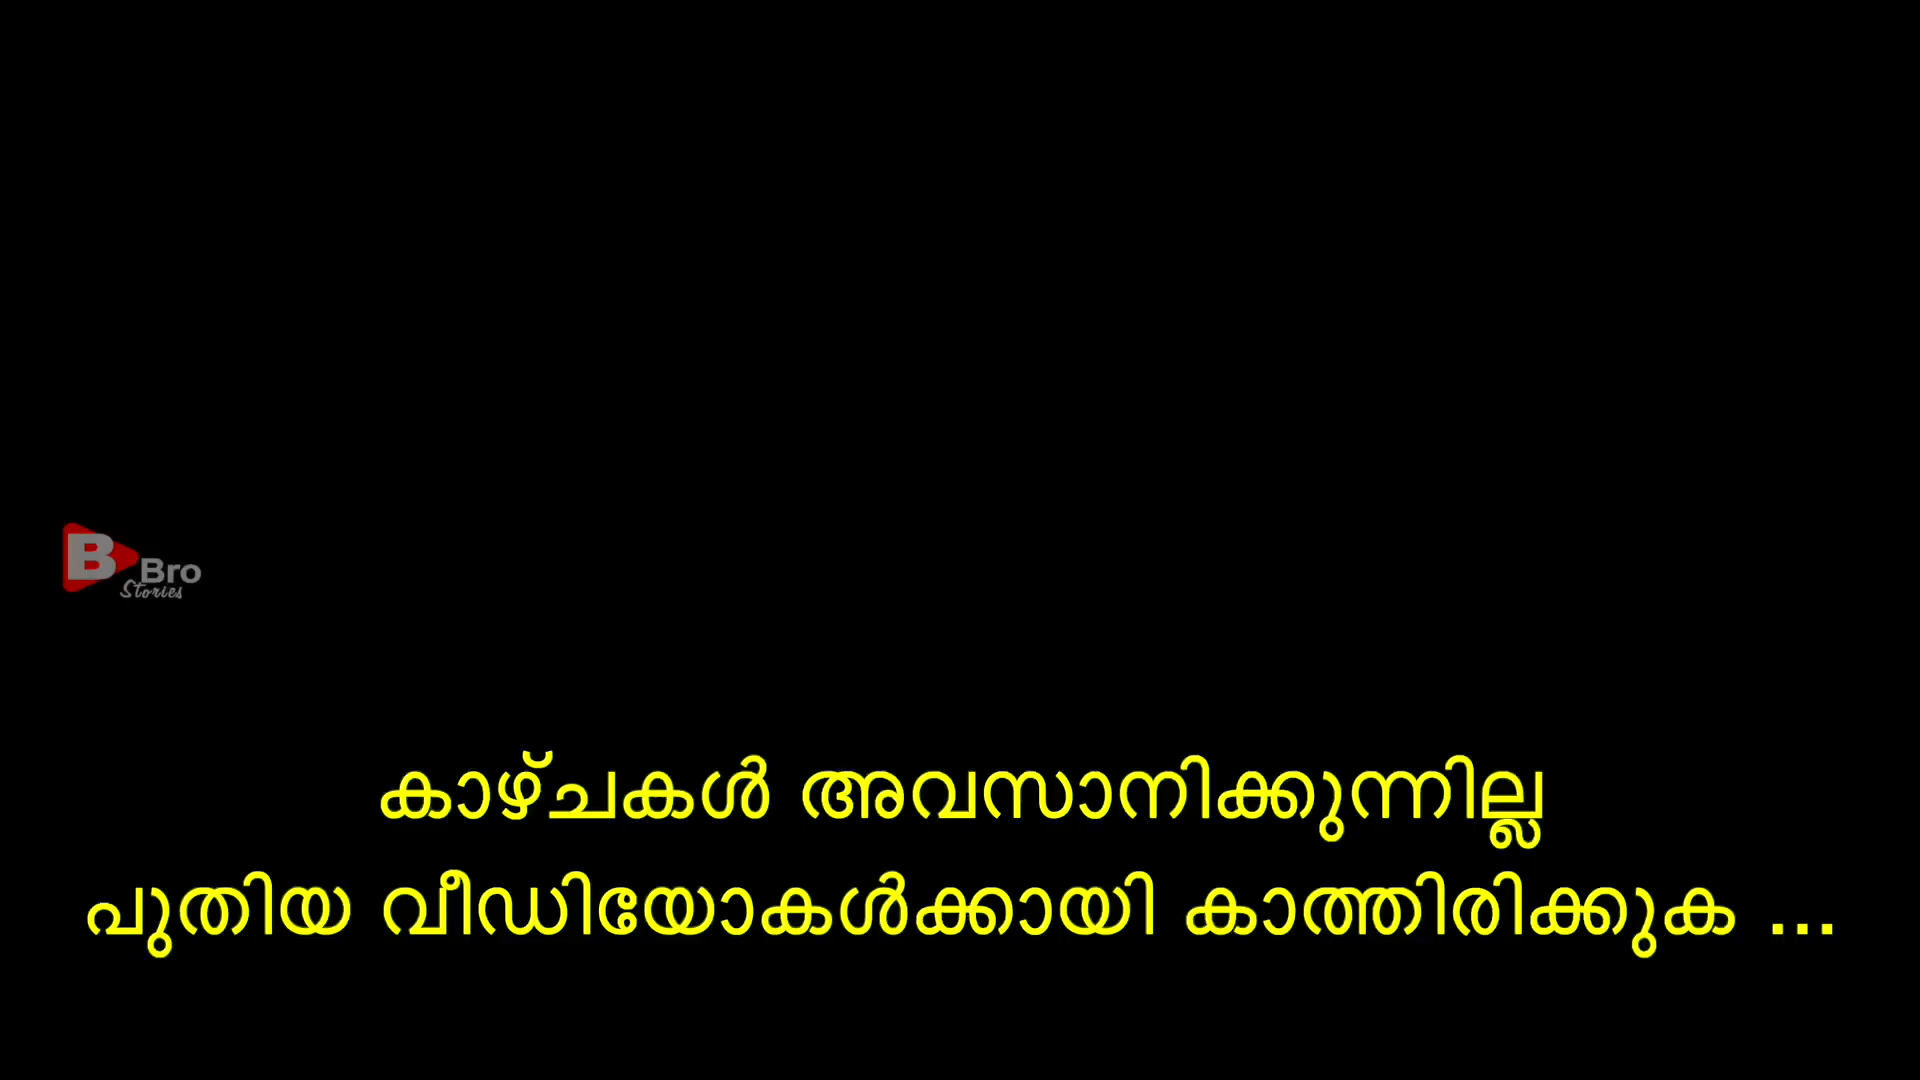 B Bro
Stories
കാഴ്ചകൾ അവസാനിക്കുന്നില്ല
പുതിയ വീഡിയോകൾക്കായി കാത്തിരിക്കുക ...